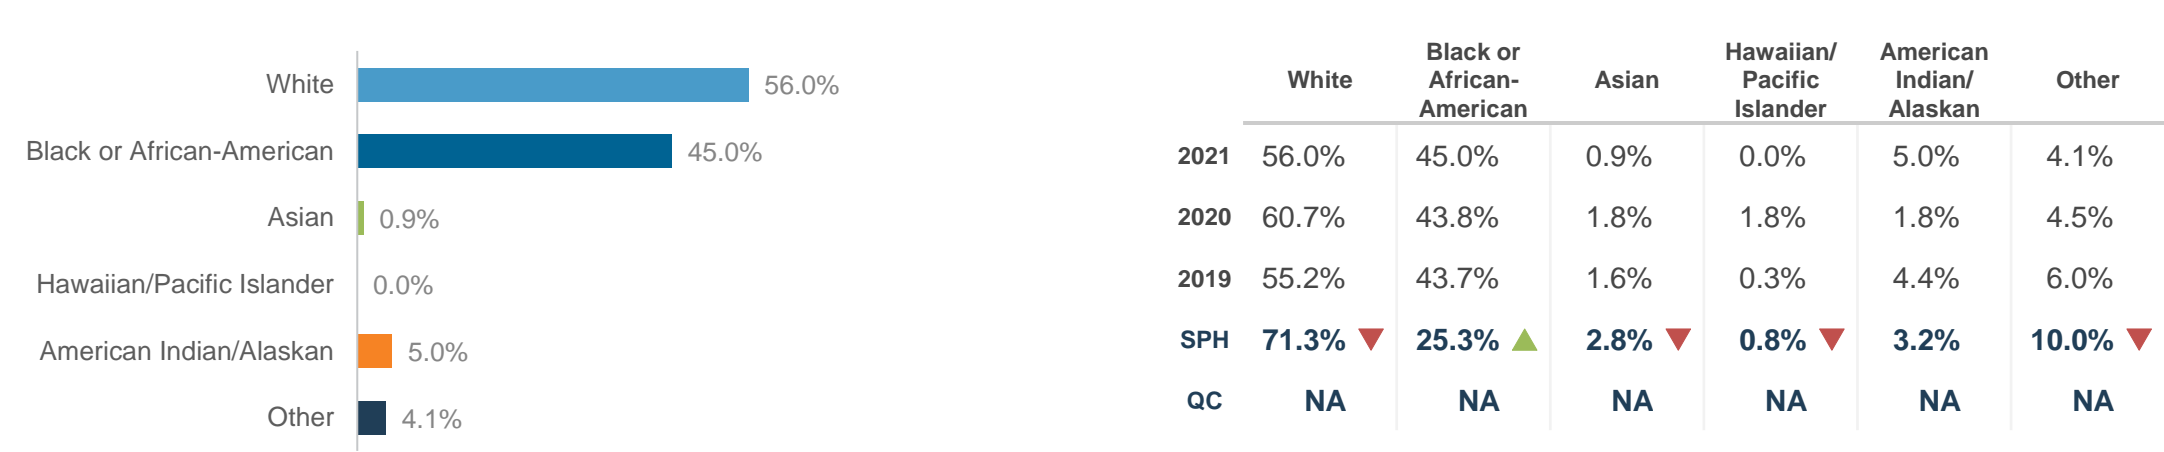 White 56.0%
Black or African-American 45.0%
Asian 0.9%
Hawaiian/Pacific Islander 0.0%
American Indian/Alaskan 5.0%
Other 4.1%
White Black or African-American Asian Hawaiian/ Pacific Islander American Indian/ Alaskan Other
2021 56.0% 45.0% 0.9% 0.0% 5.0% 4.1%
2020 60.7% 43.8% 1.8% 1.8% 1.8% 4.5%
2019 55.2% 43.7% 1.6% 0.3% 4.4% 6.0%
SPH 71.3% 25.3% 2.8% 0.8% 3.2% 10.0%
QC NA NA NA NA NA NA